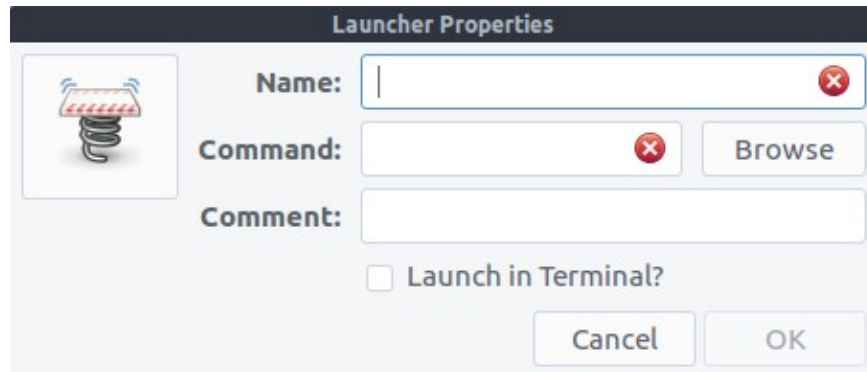 Launcher Properties
Name:
Command:
Browse
Comment:
Launch in Terminal?
Cancel
OK